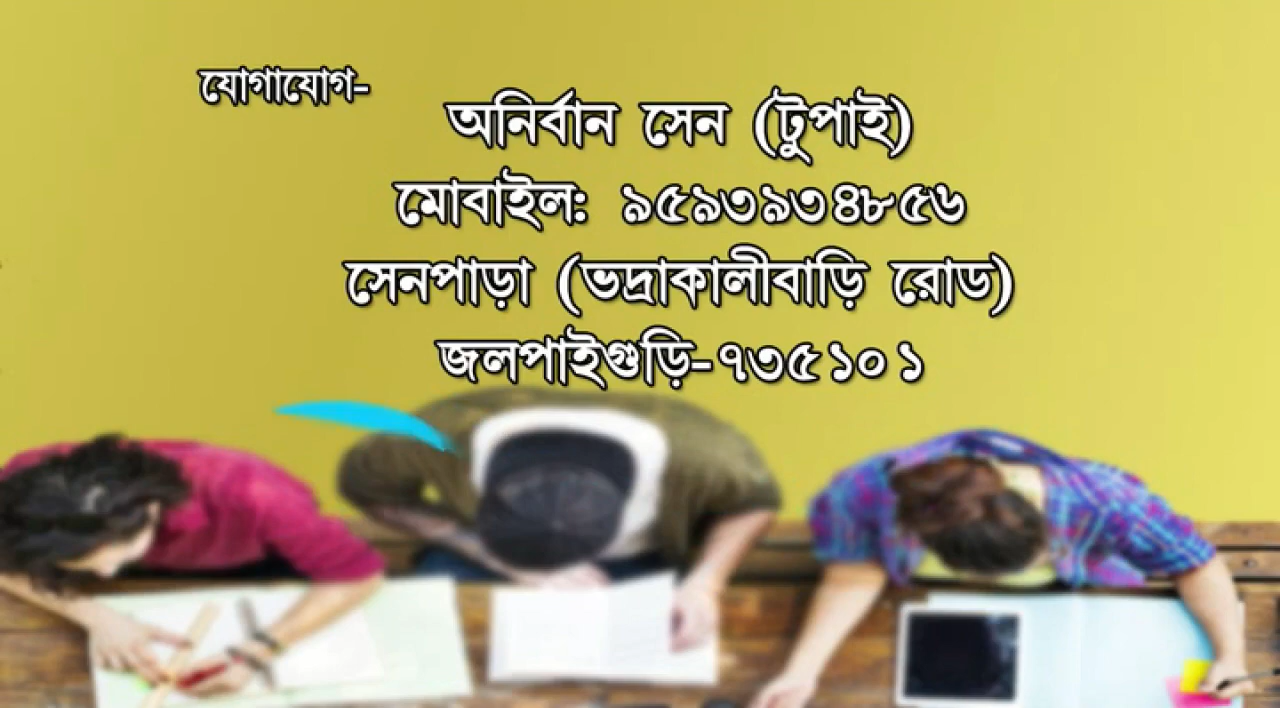 যোগাযোগ-
অনির্বান সেন (টুপাই)
মোবাইল: ৯৫৯৩৯৩৪৮৫৬
সেনপাড়া (ভদ্রাকালীবাড়ি রোড)
জলপাইগুড়ি-৭৩৫১০১